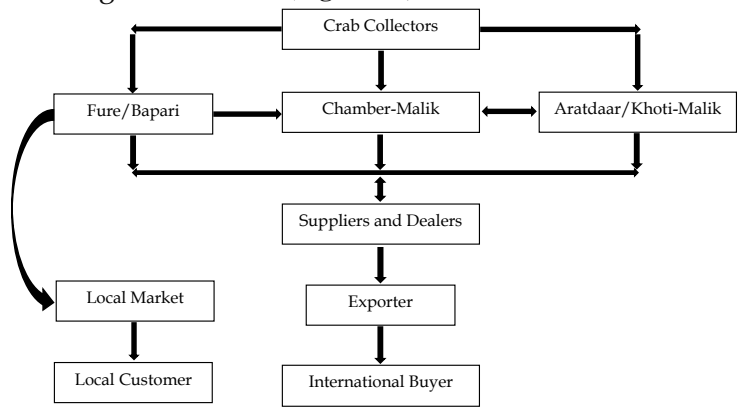 Crab Collectors
Fure/Bapari
Chamber-Malik
Aratdaar/Khoti-Malik
Suppliers and Dealers
Local Market
Exporter
Local Customer
International Buyer